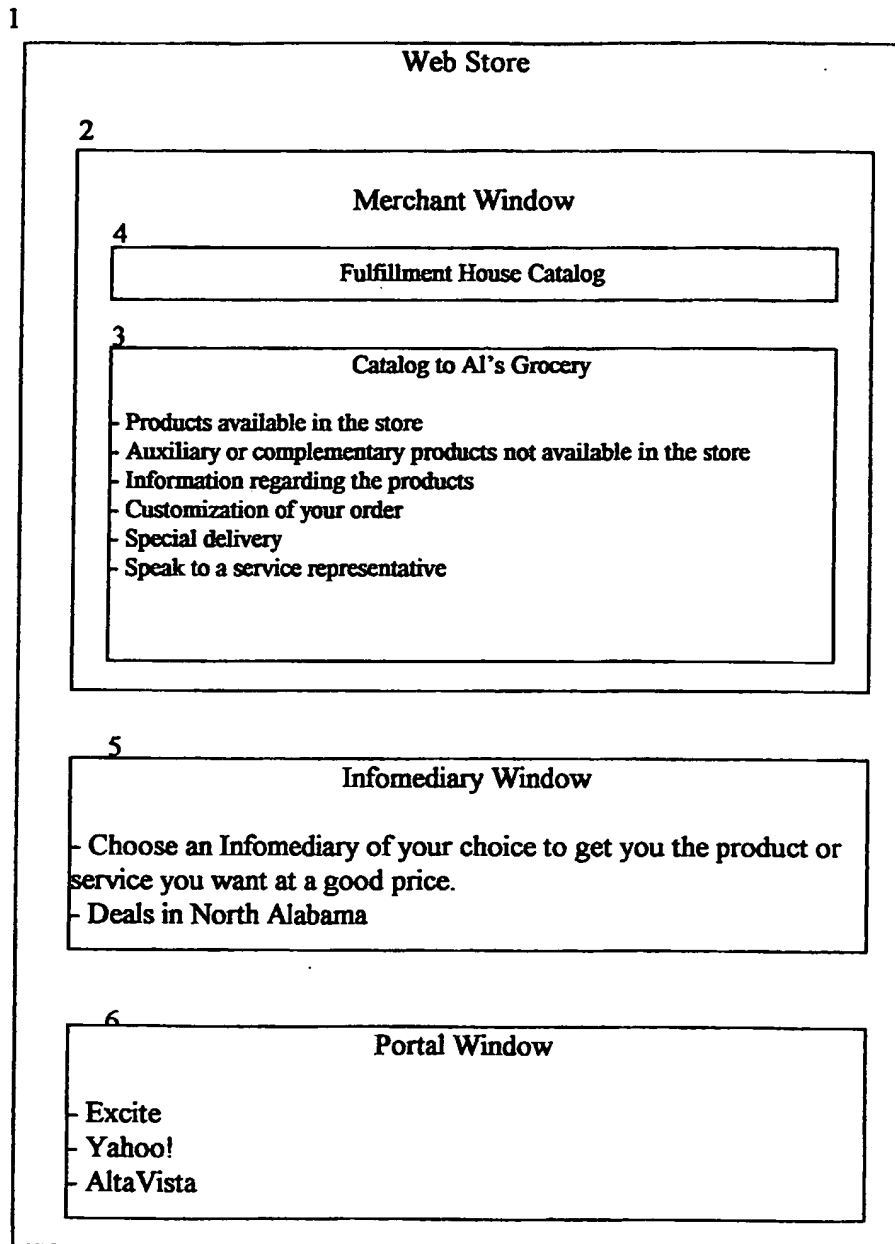 1
Web Store
2
Merchant Window
4
Fulfillment House Catalog
3
Catalog to Al's Grocery
- Products available in the store
- Auxiliary or complementary products not available in the store
- Information regarding the products
- Customization of your order
- Special delivery
- Speak to a service representative
5
Infomediary Window
- Choose an Infomediary of your choice to get you the product or
service you want at a good price.
- Deals in North Alabama
6
Portal Window
- Excite
- Yahoo!
- AltaVista